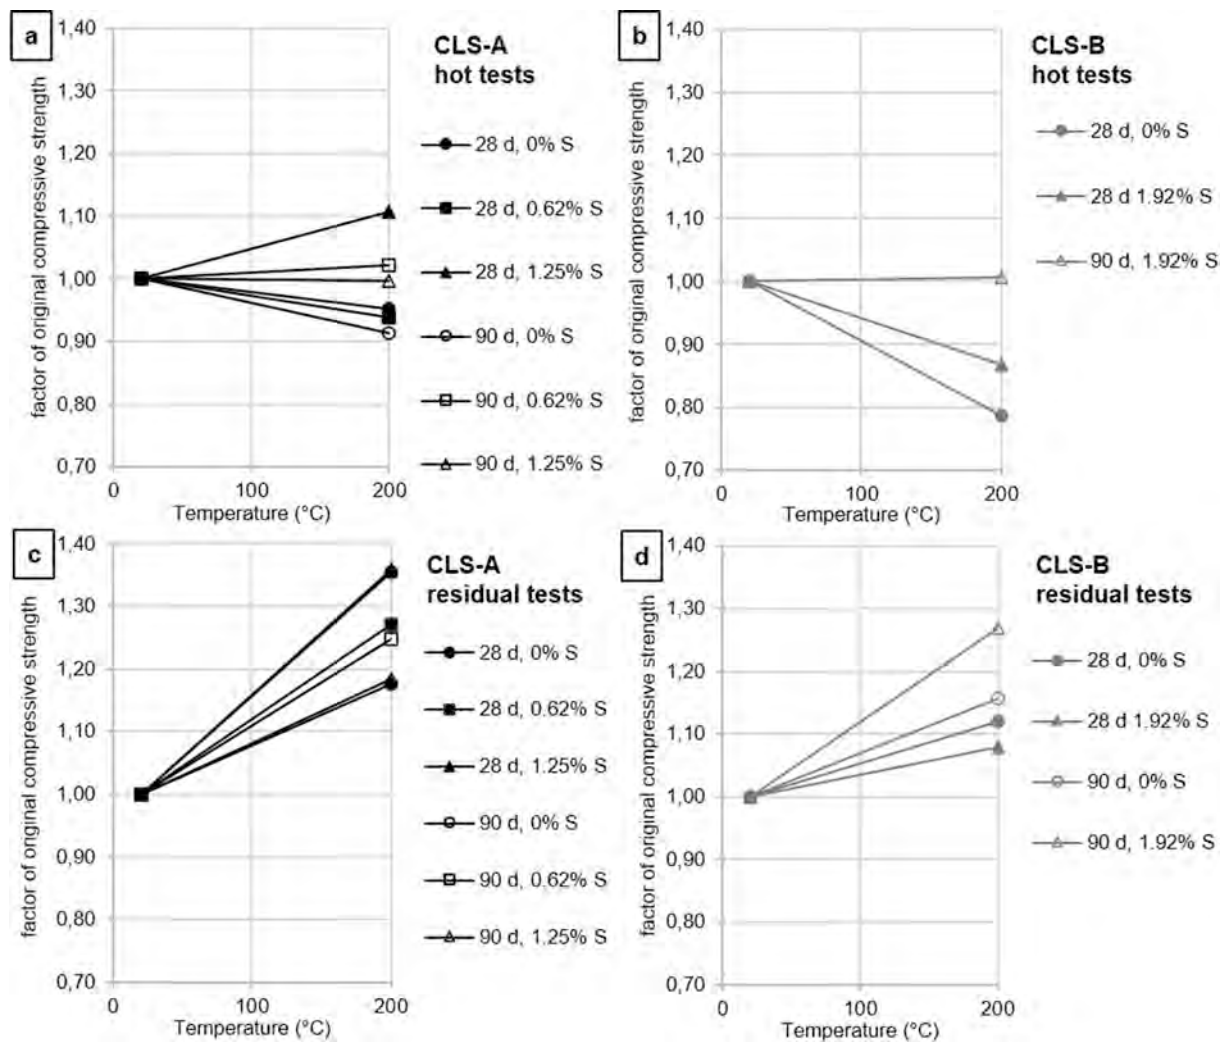 a
CLS-A
hot tests
factor of original compressive strength
1,40
1,30
1,20
1,10
1,00
0,90
0,80
0,70
0
100
200
Temperature (°C)
28 d, 0% S
28 d, 0.62% S
28 d, 1.25% S
90 d, 0% S
90 d, 0.62% S
90 d, 1.25% S
b
CLS-B
hot tests
factor of original compressive strength
1,40
1,30
1,20
1,10
1,00
0,90
0,80
0,70
0
100
200
Temperature (°C)
28 d, 0% S
28 d 1.92% S
90 d, 1.92% S
c
CLS-A
residual tests
factor of original compressive strength
1,40
1,30
1,20
1,10
1,00
0,90
0,80
0,70
0
100
200
Temperature (°C)
28 d, 0% S
28 d, 0.62% S
28 d, 1.25% S
90 d, 0% S
90 d, 0.62% S
90 d, 1.25% S
d
CLS-B
residual tests
factor of original compressive strength
1,40
1,30
1,20
1,10
1,00
0,90
0,80
0,70
0
100
200
Temperature (°C)
28 d, 0% S
28 d 1.92% S
90 d, 0% S
90 d, 1.92% S